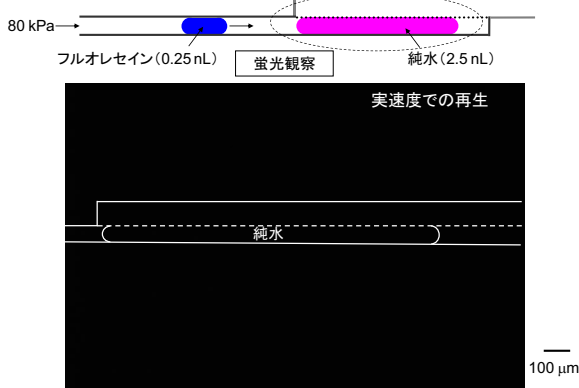 80 kPa
フルオレセイン（0.25 nL）
蛍光観察
純水（2.5 nL）
実速度での再生
純水
100 μm